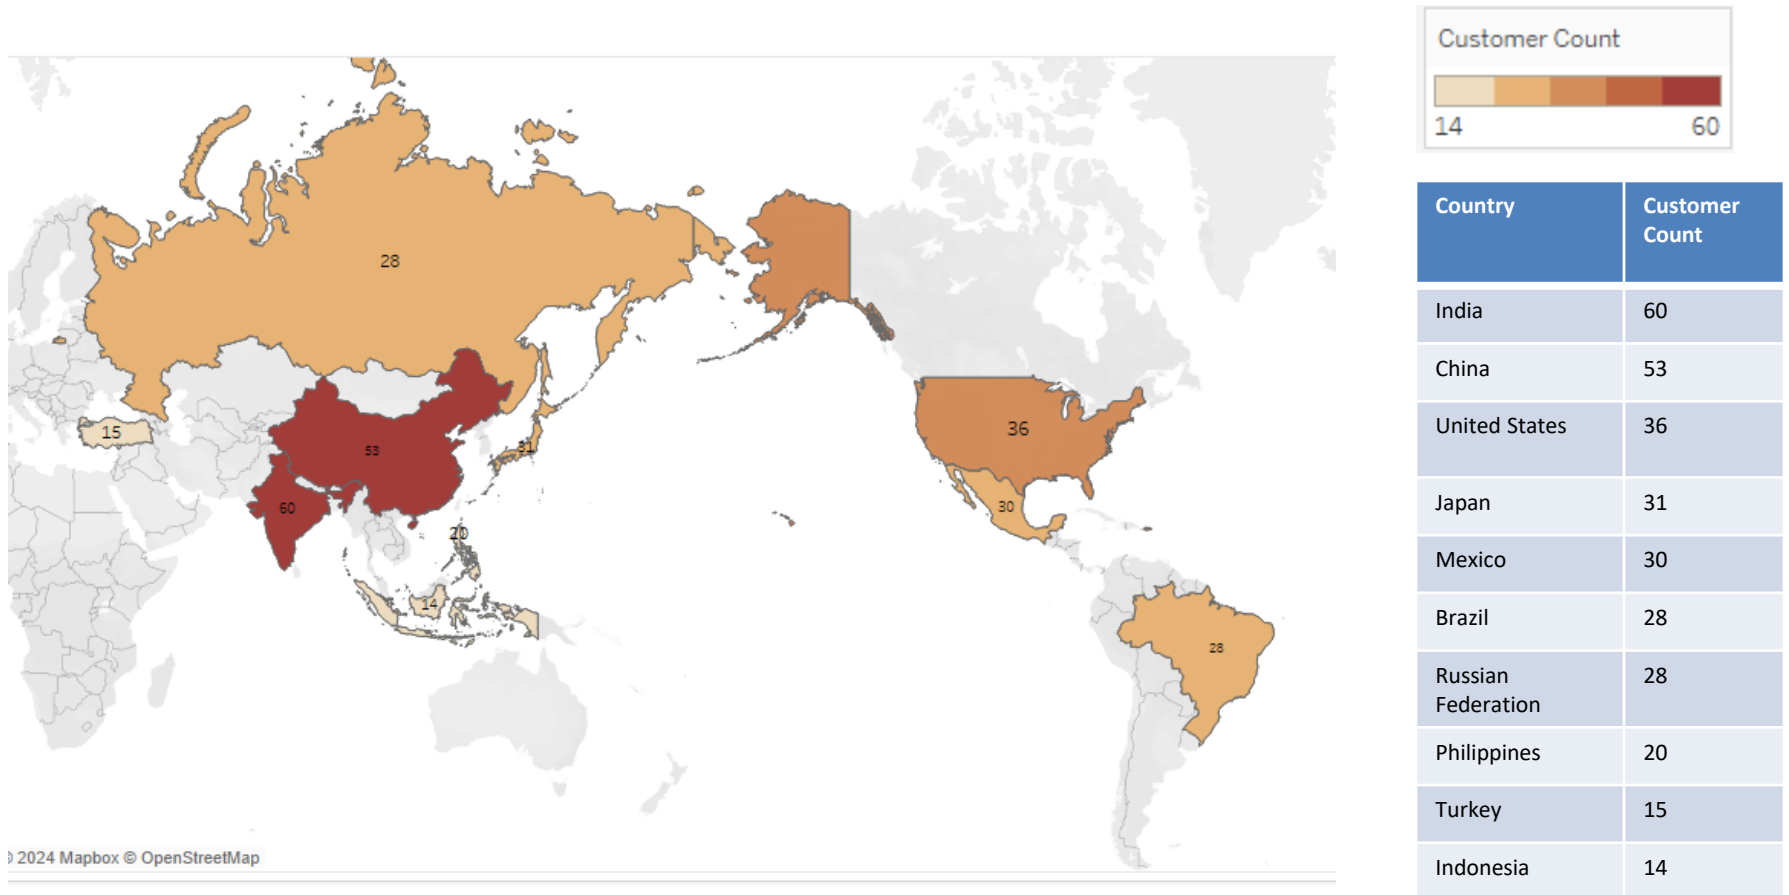 28
15
53
31
60
20
14
36
30
28
© 2024 Mapbox © OpenStreetMap
Customer Count
14 60
Country Customer
Count
India 60
China 53
United States 36
Japan 31
Mexico 30
Brazil 28
Russian 28
Federation
Philippines 20
Turkey 15
Indonesia 14